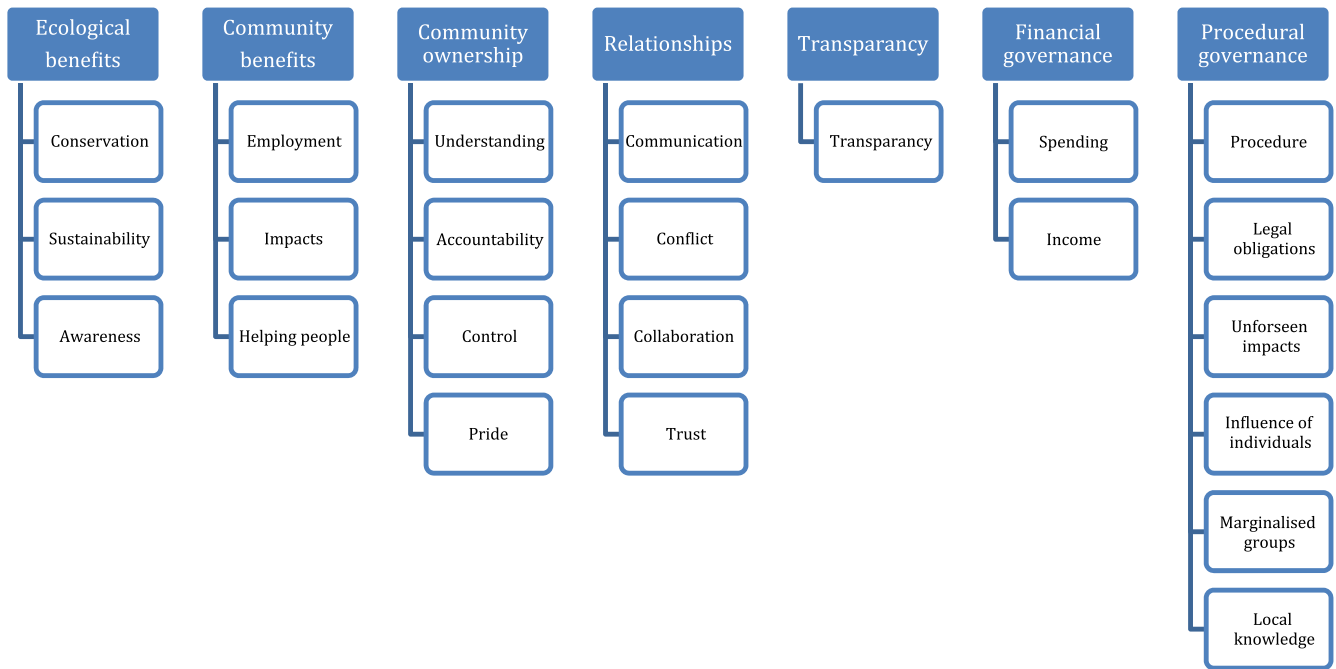 Ecological
benefits
Conservation
Sustainability
Awareness
Community
benefits
Employment
Impacts
Helping people
Community
ownership
Understanding
Accountability
Control
Pride
Relationships
Communication
Conflict
Collaboration
Trust
Transparancy
Transparancy
Financial
governance
Spending
Income
Procedural
governance
Procedure
Legal
obligations
Unforseen
impacts
Influence of
individuals
Marginalised
groups
Local
knowledge